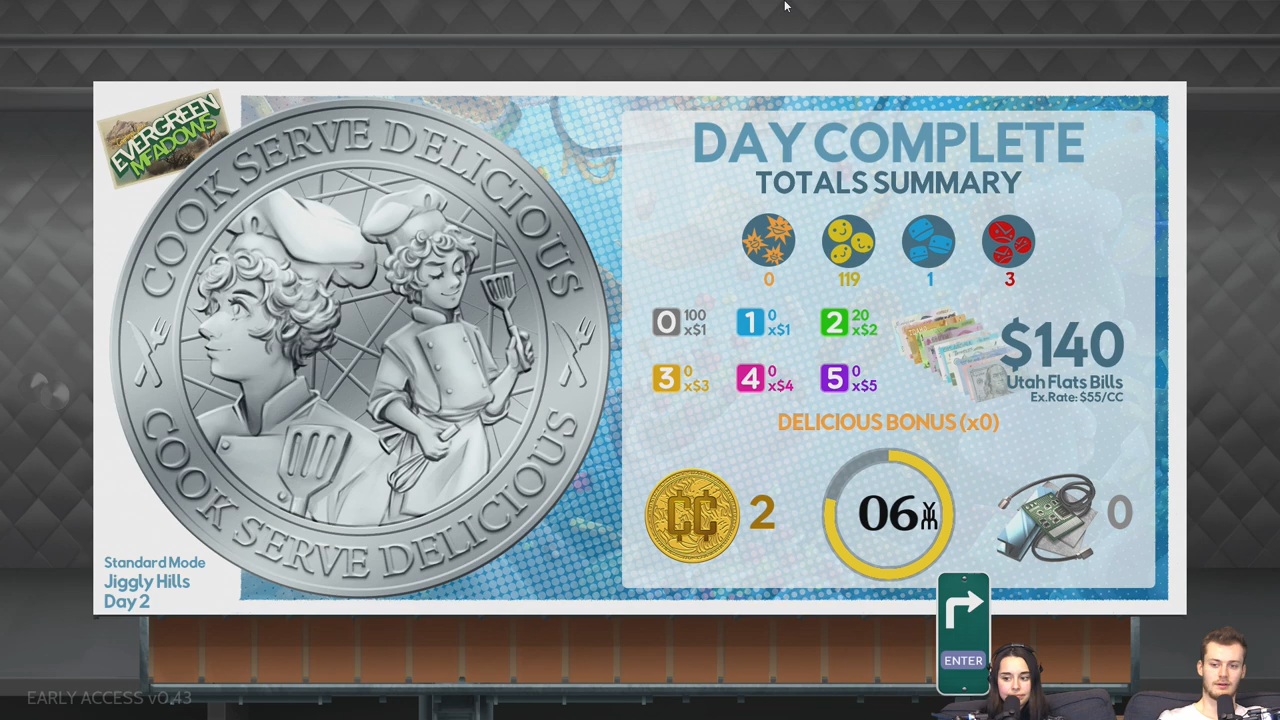 EVERGREEN
MEADOWS
COOK SERVE DELICIOUS
COOK SERVE DELICIOUS
DAY COMPLETE
TOTALS SUMMARY
0 119 1 3
0 100 x$1 1 0 x$1 2 20 x$2
3 0 x$3 4 0 x$4 5 0 x$5
$140
Utah Flats Bills
Ex.Rate: $55/CC
DELICIOUS BONUS (x0)
CC 2 06 0
Standard Mode
Jiggly Hills
Day 2
ENTER
EARLY ACCESS v0.43